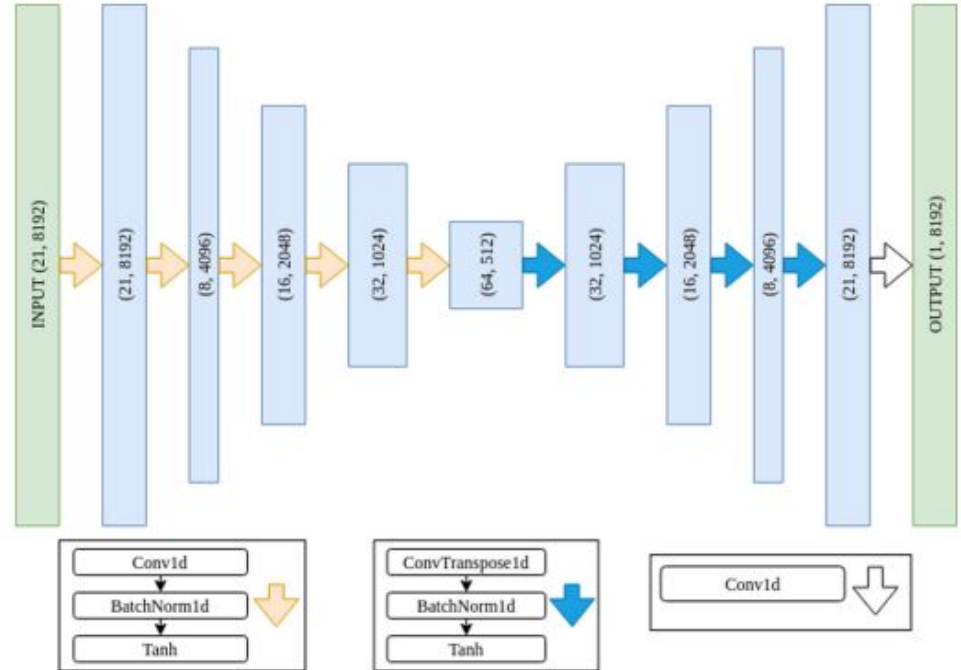 INPUT (21, 8192)
(21, 8192)
(8, 4096)
(16, 2048)
(32, 1024)
(64, 512)
(32, 1024)
(16, 2048)
(8, 4096)
(21, 8192)
OUTPUT (1, 8192)
Conv1d
BatchNorm1d
Tanh
ConvTranspose1d
BatchNorm1d
Tanh
Conv1d